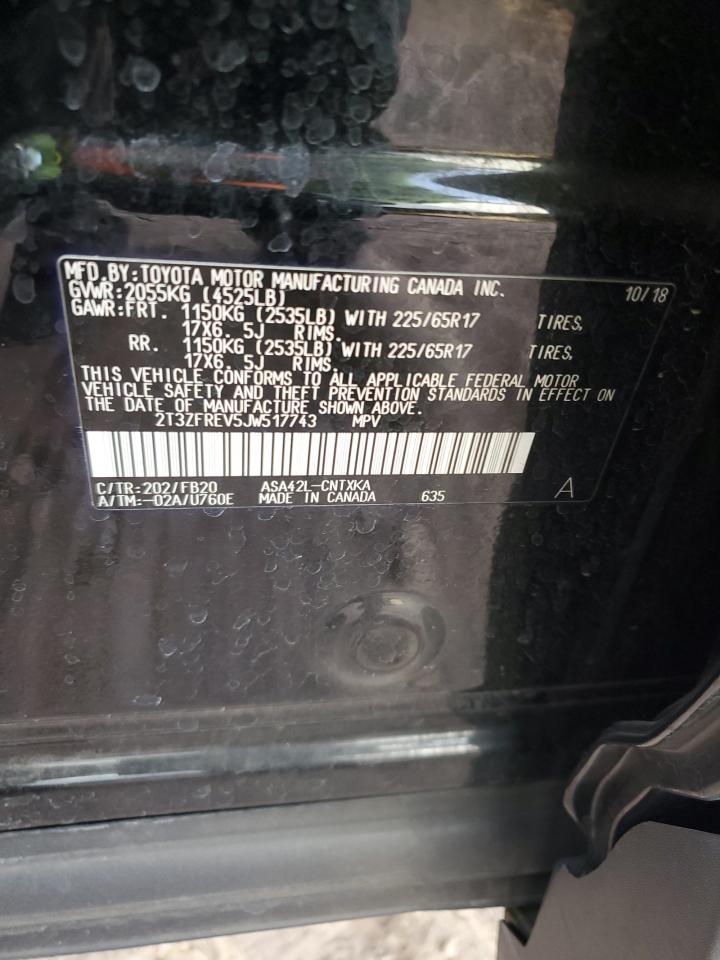 MFD.BY:TOYOTA MOTOR MANUFACTURING CANADA INC. 10/18
GVWR:2055KG (4525LB)
GAWR:FRT. 1150KG (2535LB) WITH 225/65R17 TIRES,
17X6.5J RIMS.
RR. 1150KG (2535LB) WITH 225/65R17 TIRES,
17X6.5J RIMS.
THIS VEHICLE CONFORMS TO ALL APPLICABLE FEDERAL MOTOR
VEHICLE SAFETY AND THEFT PREVENTION STANDARDS IN EFFECT ON
THE DATE OF MANUFACTURE SHOWN ABOVE.
2T3ZFREV5JW517743 MPV
C/TR:202/FB20 ASA42L-CNTXKA A
A/TM:-02A/U760E MADE IN CANADA 635